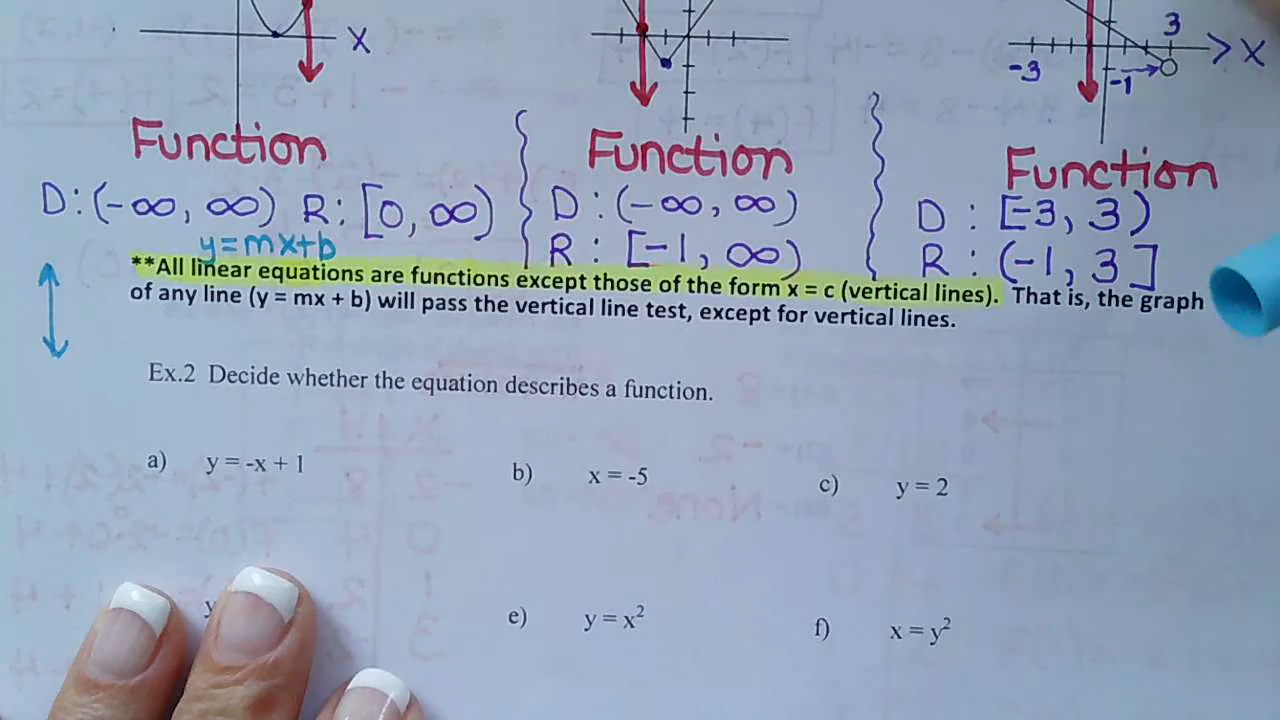 X
3
-3
-1
> X
Function
Function
Function
D: (-∞, ∞) R: [0, ∞)
D: (-∞, ∞)
R: [-1, ∞)
D: [-3, 3)
R: (-1, 3]
y=mx+b
**All linear equations are functions except those of the form x = c (vertical lines). That is, the graph
of any line (y = mx + b) will pass the vertical line test, except for vertical lines.
Ex.2 Decide whether the equation describes a function.
a) y = -x + 1
b) x = -5
c) y = 2
y
e) y = x²
f) x = y²